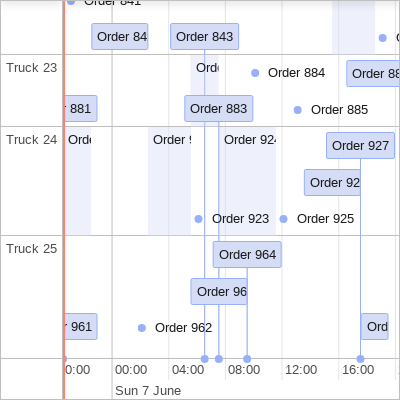 Order 841
Order 84
Order 843
Truck 23
Ord
Order 884
Order 88
881
Order 883
Order 885
Truck 24
Ord
Order 9
Order 924
Order 927
Order 92
Order 923
Order 925
Truck 25
Order 964
Order 96
961
Order 962
Ord
0:00
00:00
04:00
08:00
12:00
16:00
Sun 7 June